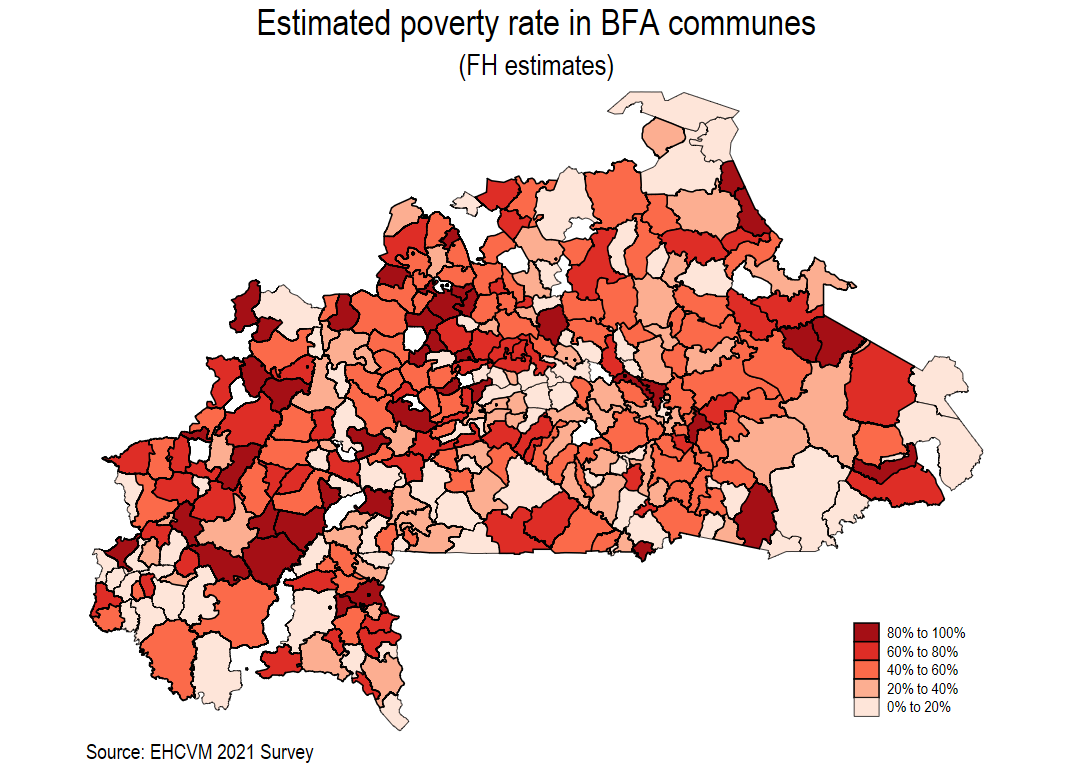 Estimated poverty rate in BFA communes
(FH estimates)
80% to 100%
60% to 80%
40% to 60%
20% to 40%
0% to 20%
Source: EHCVM 2021 Survey